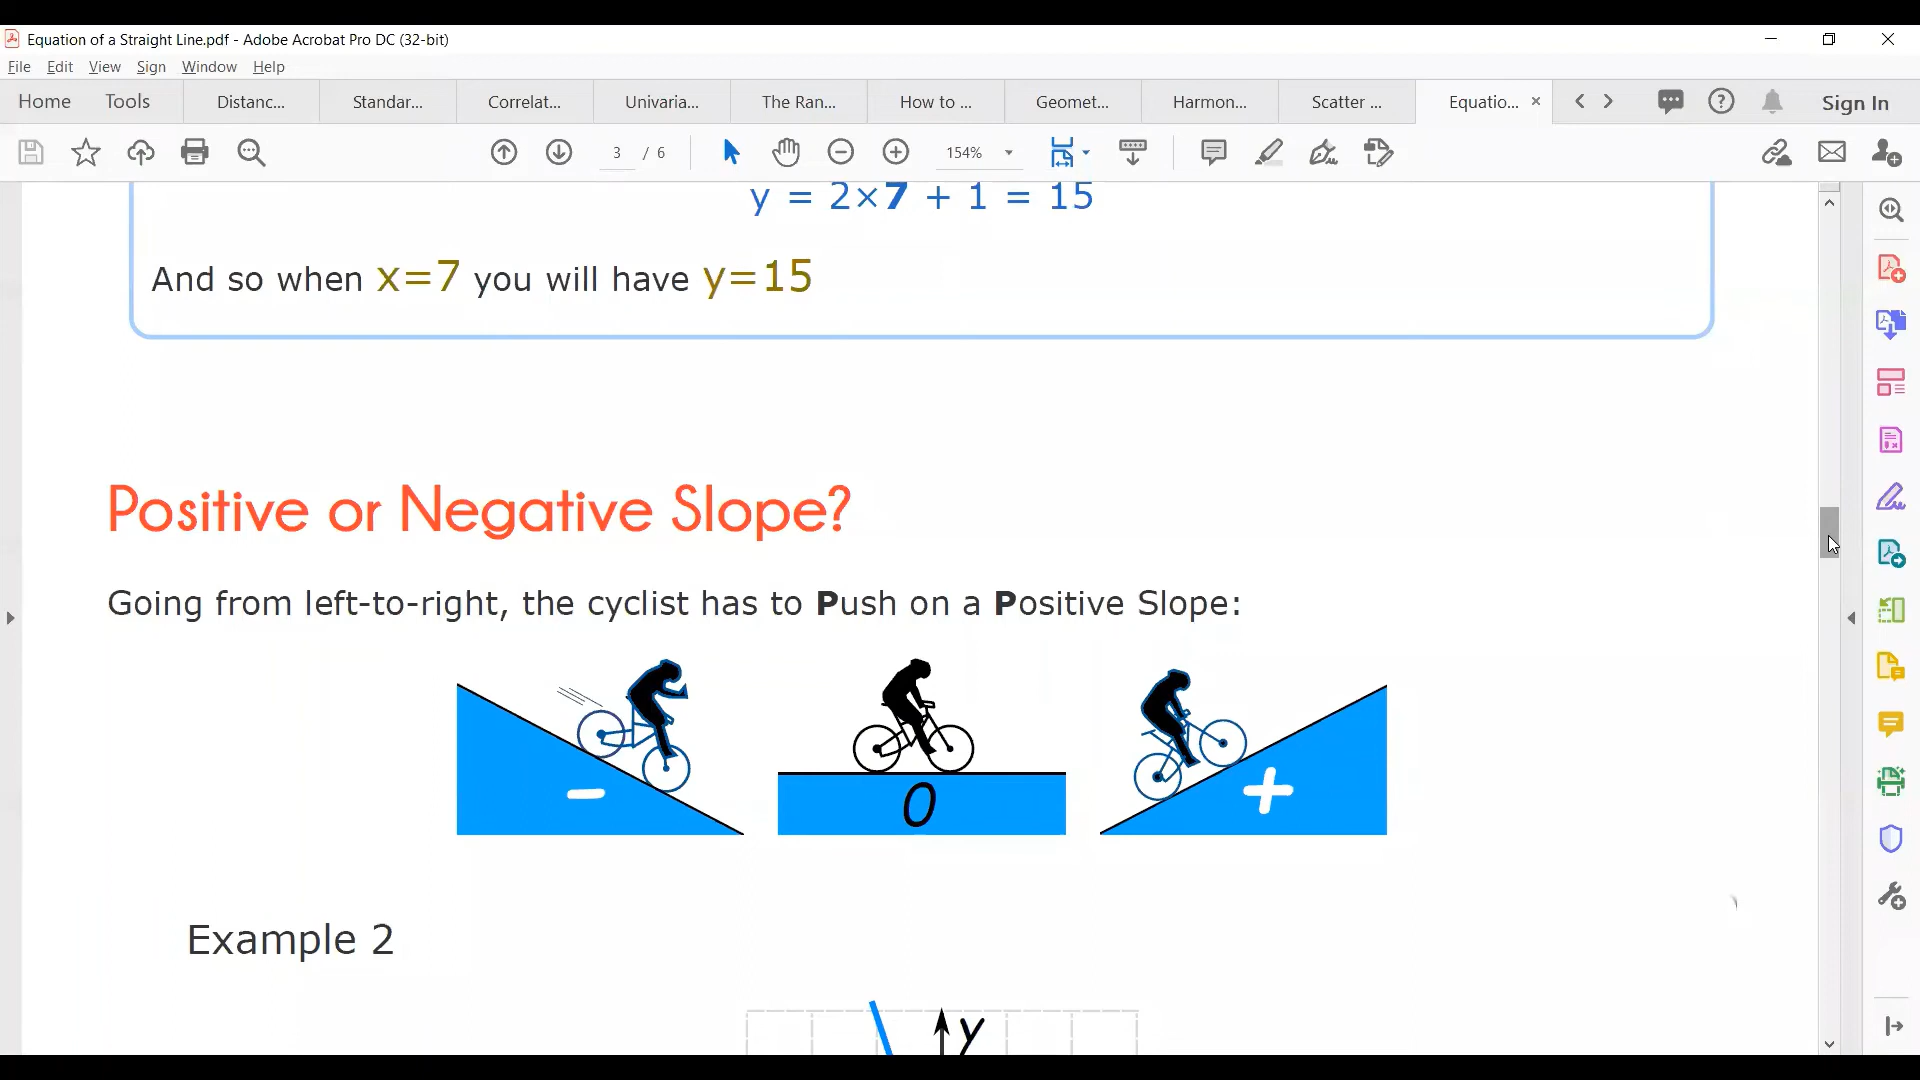 Equation of a Straight Line.pdf - Adobe Acrobat Pro DC (32-bit)
File Edit View Sign Window Help
Home Tools Distanc... Standar... Correlat... Univaria... The Ran... How to ... Geomet... Harmon... Scatter ... Equatio... × Sign In
3 / 6 154%
y = 2×7 + 1 = 15
And so when x=7 you will have y=15
Positive or Negative Slope?
Going from left-to-right, the cyclist has to Push on a Positive Slope:
- 0 +
Example 2
y